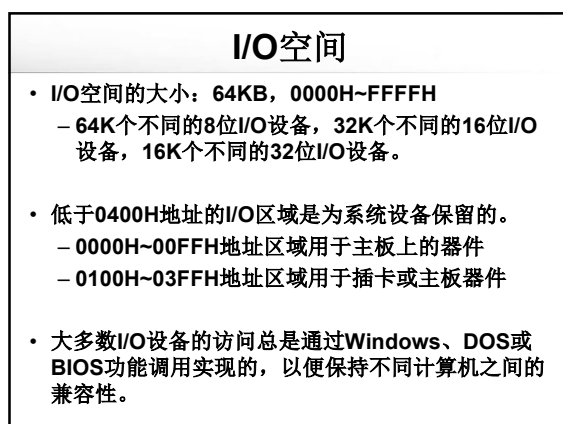 I/O空间
• I/O空间的大小：64KB，0000H~FFFFH
– 64K个不同的8位I/O设备，32K个不同的16位I/O
设备，16K个不同的32位I/O设备。
• 低于0400H地址的I/O区域是为系统设备保留的。
– 0000H~00FFH地址区域用于主板上的器件
– 0100H~03FFH地址区域用于插卡或主板器件
• 大多数I/O设备的访问总是通过Windows、DOS或
BIOS功能调用实现的，以便保持不同计算机之间的
兼容性。